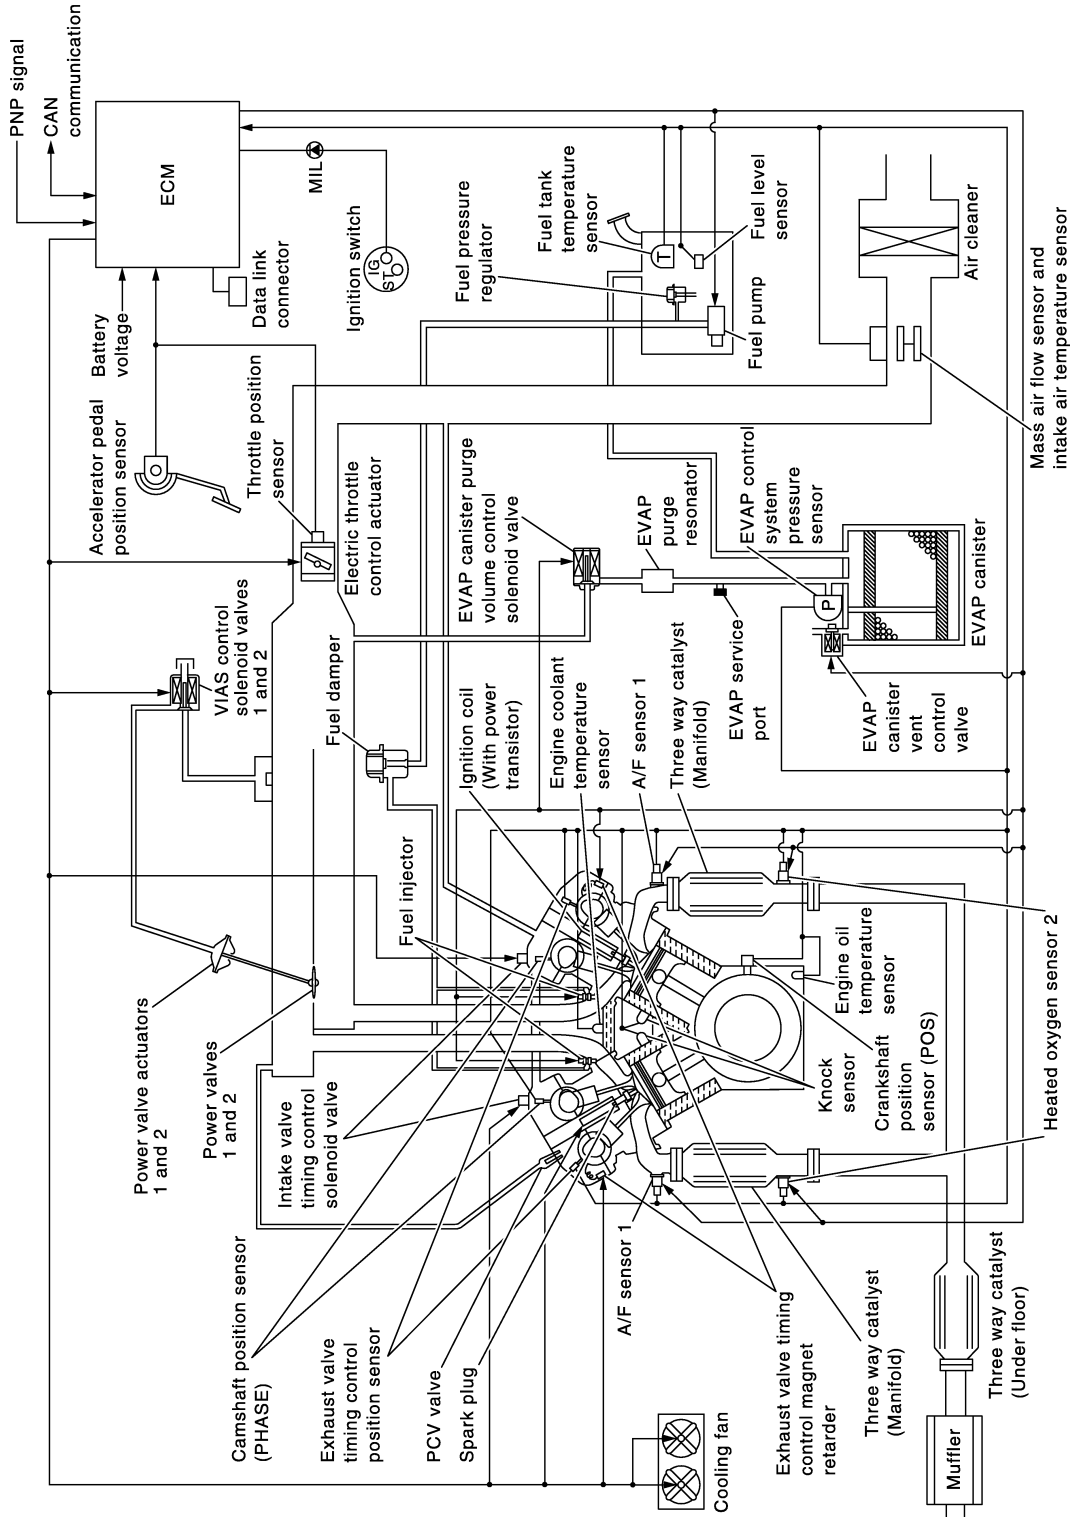 PNP signal
CAN
communication
ECM
MIL
Battery
voltage
Data link
connector
Ignition switch
IG
ST
Accelerator pedal
position sensor
Throttle position
sensor
Electric throttle
control actuator
VIAS control
solenoid valves
1 and 2
Fuel damper
Power valve actuators
1 and 2
Power valves
1 and 2
Intake valve
timing control
solenoid valve
Camshaft position sensor
(PHASE)
Exhaust valve
timing control
position sensor
PCV valve
Spark plug
Fuel injector
Fuel pressure
regulator
Fuel tank
temperature
sensor
T
Fuel level
sensor
Fuel pump
Air cleaner
Mass air flow sensor and
intake air temperature sensor
EVAP canister purge
volume control
solenoid valve
EVAP
purge
resonator
EVAP control
system
pressure
sensor
P
EVAP canister
EVAP service
port
EVAP
canister
vent
control
valve
Ignition coil
(With power
transistor)
Engine coolant
temperature
sensor
A/F sensor 1
Three way catalyst
(Manifold)
Engine oil
temperature
sensor
Knock
sensor
Crankshaft
position
sensor (POS)
Heated oxygen sensor 2
A/F sensor 1
Exhaust valve timing
control magnet
retarder
Three way catalyst
(Manifold)
Three way catalyst
(Under floor)
Muffler
Cooling fan